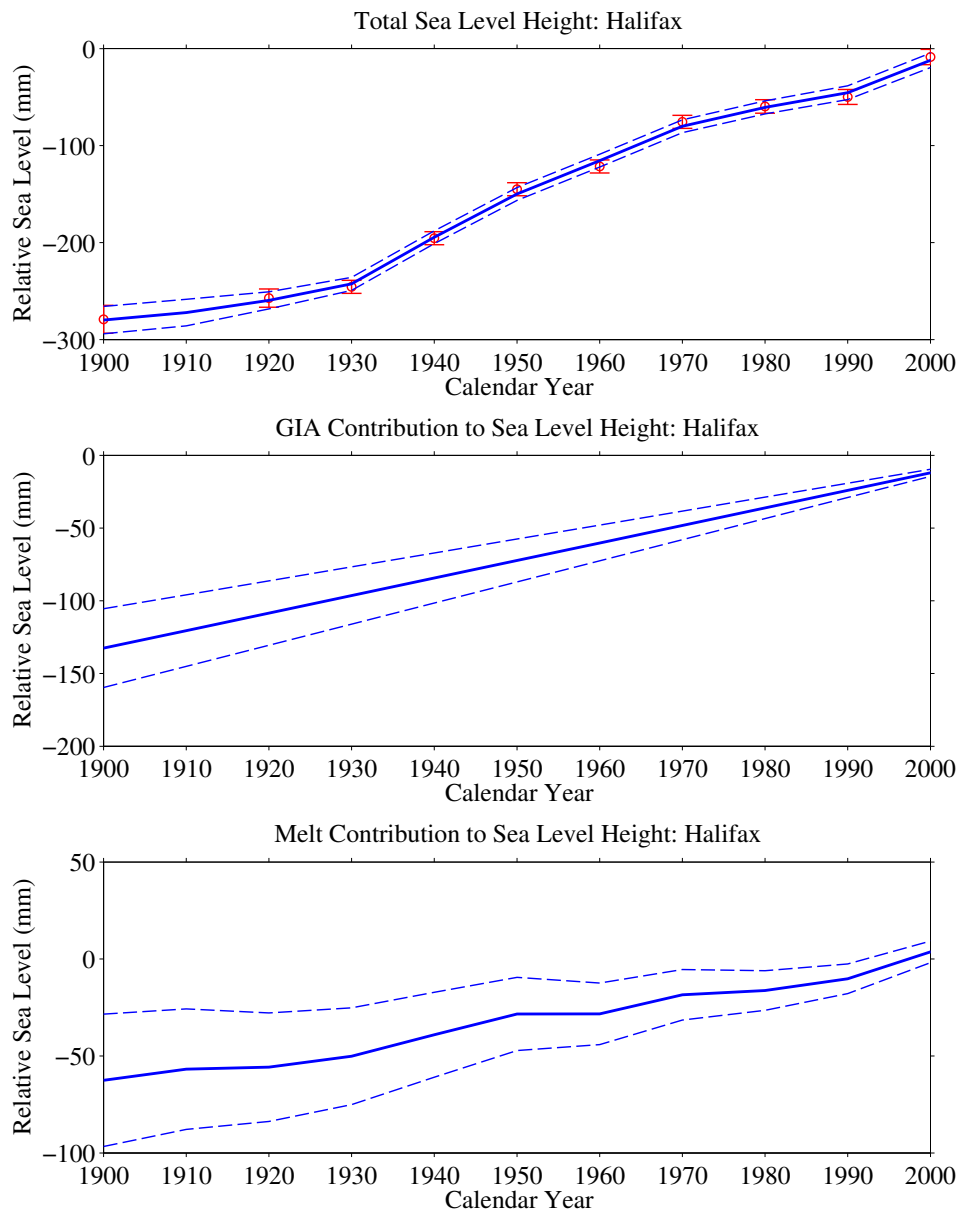 Total Sea Level Height: Halifax
Relative Sea Level (mm)
0
−100
−200
−300
1900 1910 1920 1930 1940 1950 1960 1970 1980 1990 2000
Calendar Year
GIA Contribution to Sea Level Height: Halifax
Relative Sea Level (mm)
0
−50
−100
−150
−200
1900 1910 1920 1930 1940 1950 1960 1970 1980 1990 2000
Calendar Year
Melt Contribution to Sea Level Height: Halifax
Relative Sea Level (mm)
50
0
−50
−100
1900 1910 1920 1930 1940 1950 1960 1970 1980 1990 2000
Calendar Year